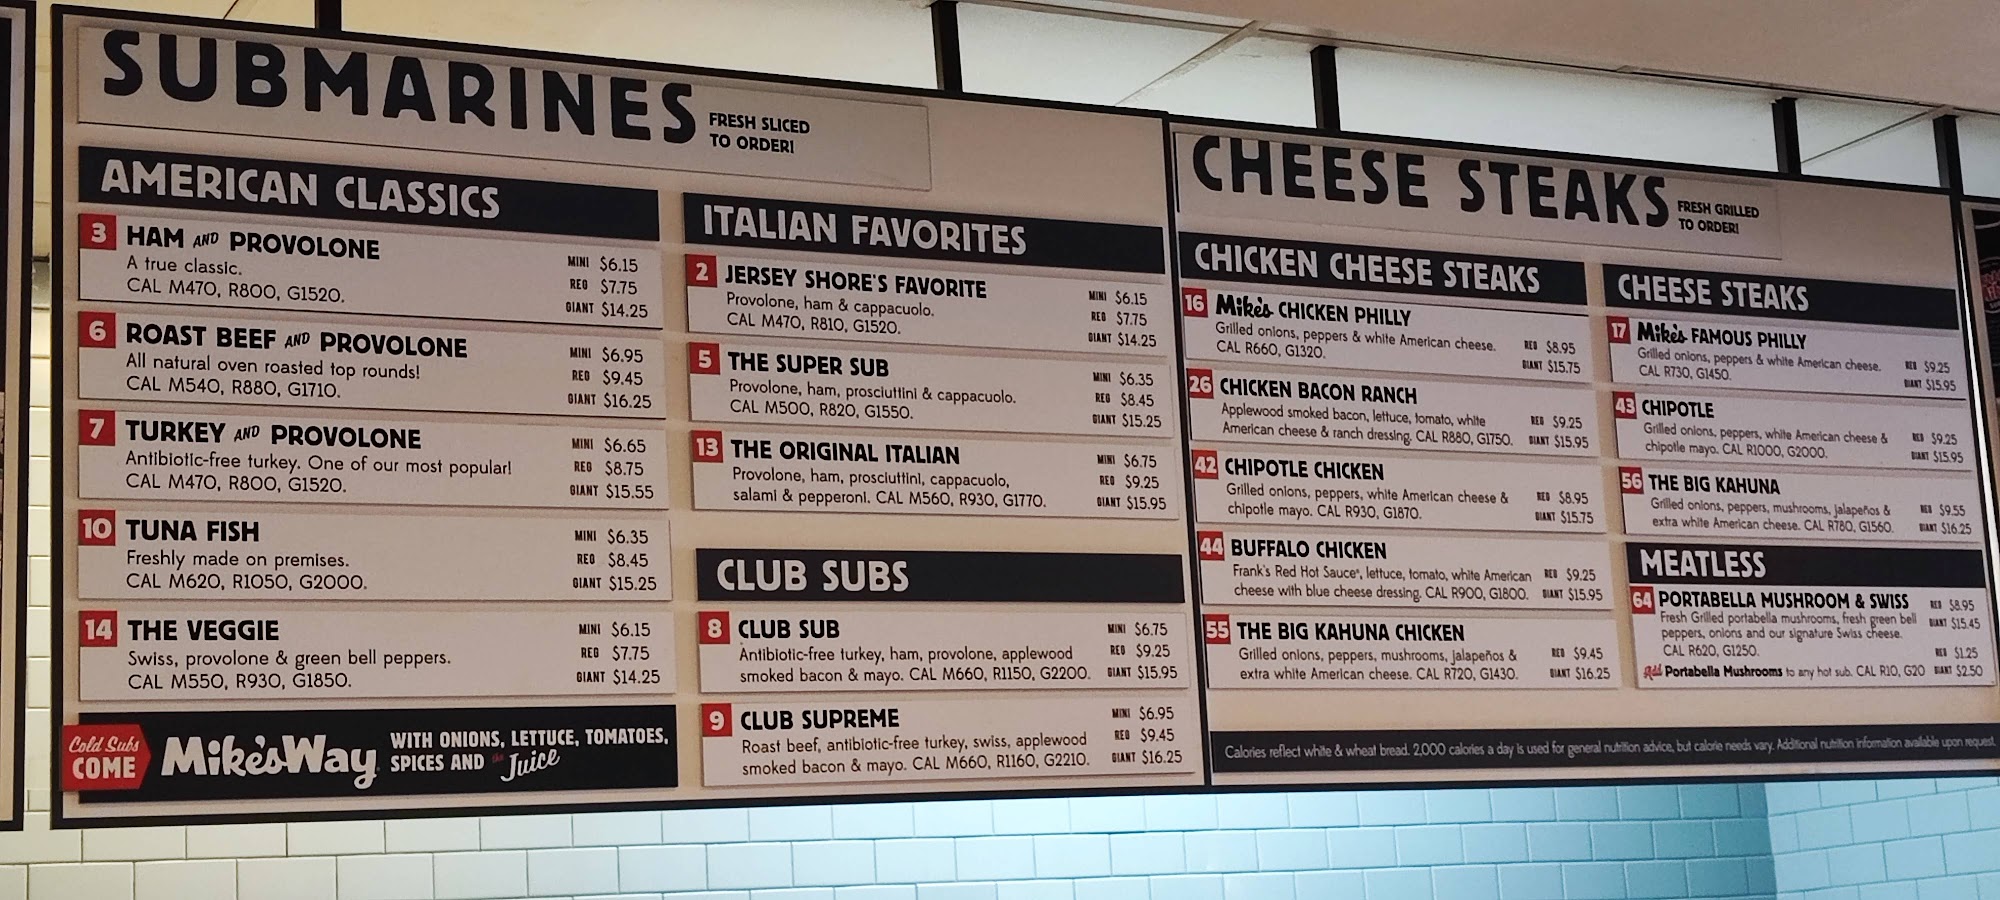 SUBMARINES
FRESH SLICED
TO ORDER!
AMERICAN CLASSICS
3 HAM AND PROVOLONE
A true classic.
CAL M470, R800, G1520.
MINI $6.15
REG $7.75
GIANT $14.25
6 ROAST BEEF AND PROVOLONE
All natural oven roasted top rounds!
CAL M540, R880, G1710.
MINI $6.95
REG $9.45
GIANT $16.25
7 TURKEY AND PROVOLONE
Antibiotic-free turkey. One of our most popular!
CAL M470, R800, G1520.
MINI $6.65
REG $8.75
GIANT $15.55
10 TUNA FISH
Freshly made on premises.
CAL M620, R1050, G2000.
MINI $6.35
REG $8.45
GIANT $15.25
14 THE VEGGIE
Swiss, provolone & green bell peppers.
CAL M550, R930, G1850.
MINI $6.15
REG $7.75
GIANT $14.25
Cold Subs
COME
Mike's Way
WITH ONIONS, LETTUCE, TOMATOES,
SPICES AND the Juice
ITALIAN FAVORITES
2 JERSEY SHORE'S FAVORITE
Provolone, ham & cappacuolo.
CAL M470, R810, G1520.
MINI $6.15
REG $7.75
GIANT $14.25
5 THE SUPER SUB
Provolone, ham, prosciuttini & cappacuolo.
CAL M500, R820, G1550.
MINI $6.35
REG $8.45
GIANT $15.25
13 THE ORIGINAL ITALIAN
Provolone, ham, prosciuttini, cappacuolo,
salami & pepperoni. CAL M560, R930, G1770.
MINI $6.75
REG $9.25
GIANT $15.95
CLUB SUBS
8 CLUB SUB
Antibiotic-free turkey, ham, provolone, applewood
smoked bacon & mayo. CAL M660, R1150, G2200.
MINI $6.75
REG $9.25
GIANT $15.95
9 CLUB SUPREME
Roast beef, antibiotic-free turkey, swiss, applewood
smoked bacon & mayo. CAL M660, R1160, G2210.
MINI $6.95
REG $9.45
GIANT $16.25
CHEESE STEAKS
FRESH GRILLED
TO ORDER!
CHICKEN CHEESE STEAKS
16 Mike's CHICKEN PHILLY
Grilled onions, peppers & white American cheese.
CAL R660, G1320.
REG $8.95
GIANT $15.75
26 CHICKEN BACON RANCH
Applewood smoked bacon, lettuce, tomato, white
American cheese & ranch dressing. CAL R880, G1750.
REG $9.25
GIANT $15.95
42 CHIPOTLE CHICKEN
Grilled onions, peppers, white American cheese &
chipotle mayo. CAL R930, G1870.
REG $8.95
GIANT $15.75
44 BUFFALO CHICKEN
Frank's Red Hot Sauce®, lettuce, tomato, white American
cheese with blue cheese dressing. CAL R900, G1800.
REG $9.25
GIANT $15.95
55 THE BIG KAHUNA CHICKEN
Grilled onions, peppers, mushrooms, jalapeños &
extra white American cheese. CAL R720, G1430.
REG $9.45
GIANT $16.25
CHEESE STEAKS
17 Mike's FAMOUS PHILLY
Grilled onions, peppers & white American cheese.
CAL R730, G1450.
REG $9.25
GIANT $15.95
43 CHIPOTLE
Grilled onions, peppers, white American cheese &
chipotle mayo. CAL R1000, G2000.
REG $9.25
GIANT $15.95
56 THE BIG KAHUNA
Grilled onions, peppers, mushrooms, jalapeños &
extra white American cheese. CAL R780, G1560.
REG $9.55
GIANT $16.25
MEATLESS
64 PORTABELLA MUSHROOM & SWISS
Fresh Grilled portabella mushrooms, fresh green bell
peppers, onions and our signature Swiss cheese.
CAL R620, G1250.
REG $8.95
GIANT $15.45
Add Portabella Mushrooms to any hot sub. CAL R10, G20
REG $1.25
GIANT $2.50
Calories reflect white & wheat bread. 2,000 calories a day is used for general nutrition advice, but calorie needs vary. Additional nutrition information available upon request.